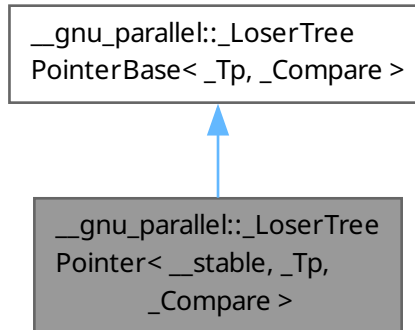 __gnu_parallel::_LoserTree
PointerBase< _Tp, _Compare >
__gnu_parallel::_LoserTree
Pointer< __stable, _Tp,
_Compare >